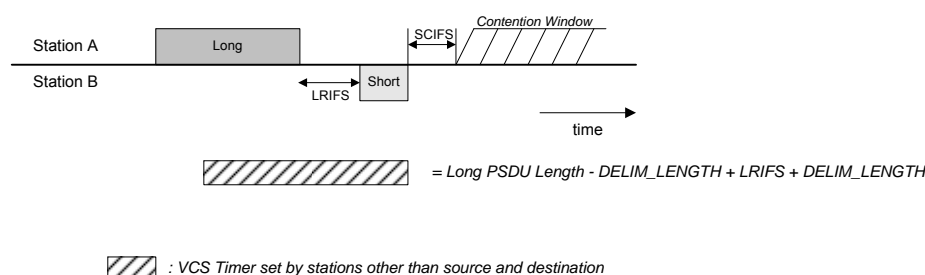 Contention Window
SCIFS
Station A
Long
Station B
Short
LRIFS
time
= Long PSDU Length - DELIM_LENGTH + LRIFS + DELIM_LENGTH
: VCS Timer set by stations other than source and destination